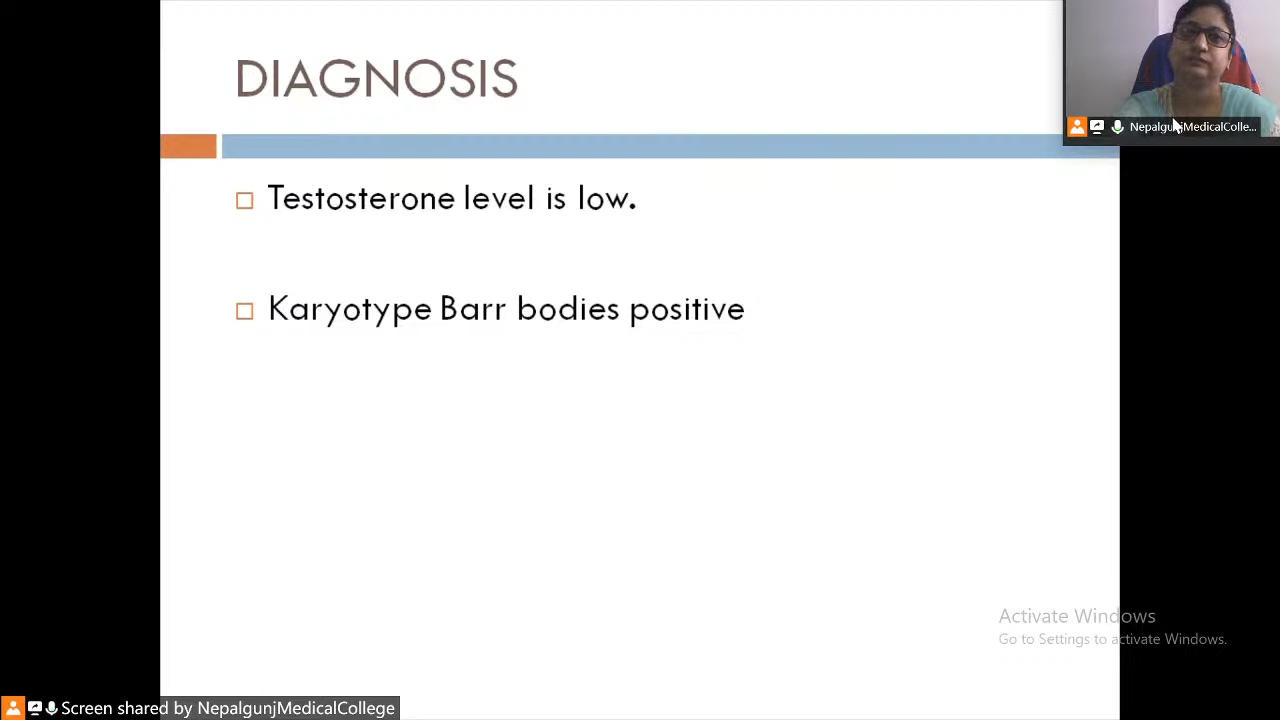 DIAGNOSIS
NepalgunjMedicalColle...
Testosterone level is low.
Karyotype Barr bodies positive
Activate Windows
Go to Settings to activate Windows.
Screen shared by NepalgunjMedicalCollege